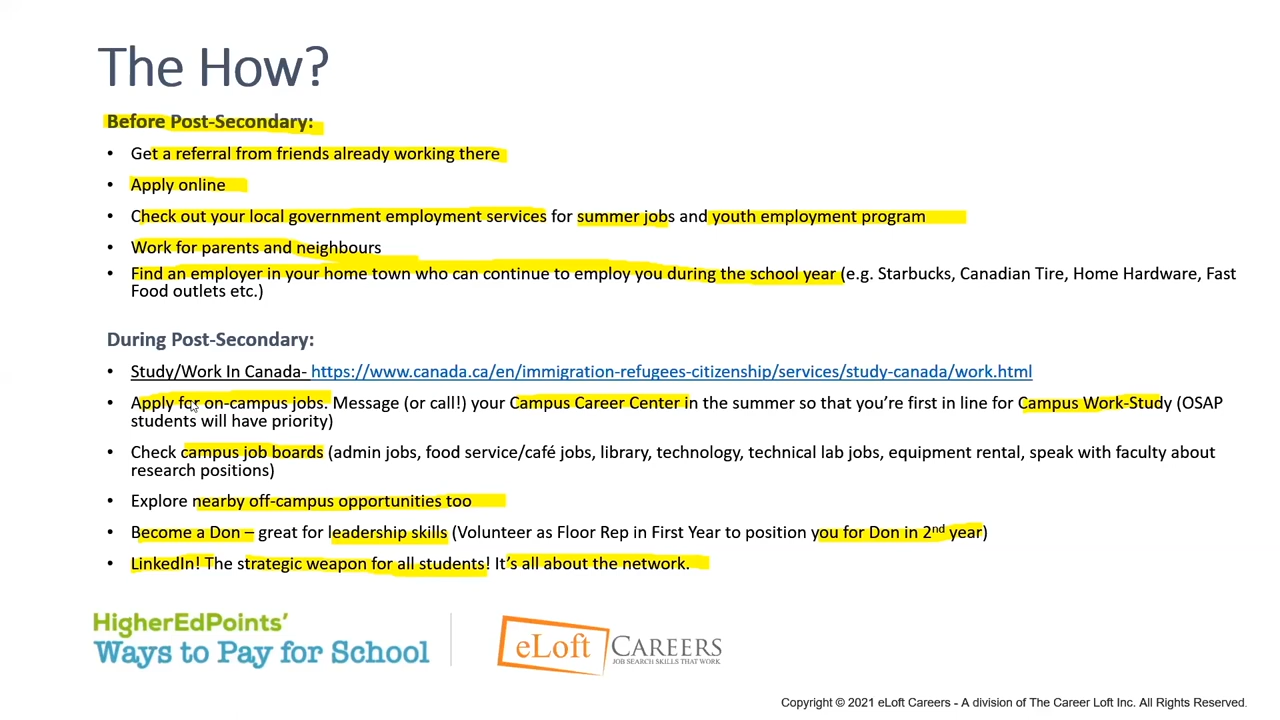 The How?
Before Post-Secondary:
• Get a referral from friends already working there
• Apply online
• Check out your local government employment services for summer jobs and youth employment program
• Work for parents and neighbours
• Find an employer in your home town who can continue to employ you during the school year (e.g. Starbucks, Canadian Tire, Home Hardware, Fast
Food outlets etc.)
During Post-Secondary:
• Study/Work In Canada- https://www.canada.ca/en/immigration-refugees-citizenship/services/study-canada/work.html
• Apply for on-campus jobs. Message (or call!) your Campus Career Center in the summer so that you’re first in line for Campus Work-Study (OSAP
students will have priority)
• Check campus job boards (admin jobs, food service/café jobs, library, technology, technical lab jobs, equipment rental, speak with faculty about
research positions)
• Explore nearby off-campus opportunities too
• Become a Don – great for leadership skills (Volunteer as Floor Rep in First Year to position you for Don in 2nd year)
• LinkedIn! The strategic weapon for all students! It’s all about the network.
HigherEdPoints’
Ways to Pay for School
eLoft CAREERS
JOB SEARCH SKILLS THAT WORK
Copyright © 2021 eLoft Careers - A division of The Career Loft Inc. All Rights Reserved.